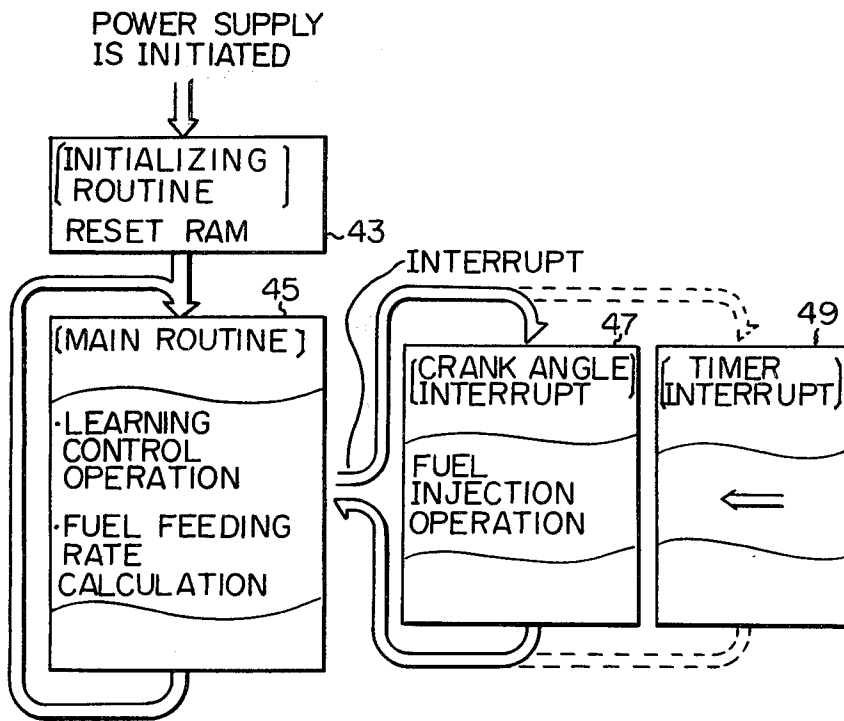 POWER SUPPLY
IS INITIATED
[INITIALIZING
ROUTINE]
RESET RAM
43
INTERRUPT
45
[MAIN ROUTINE]
·LEARNING
CONTROL
OPERATION
·FUEL FEEDING
RATE
CALCULATION
47
[CRANK ANGLE
INTERRUPT]
FUEL
INJECTION
OPERATION
49
[TIMER
INTERRUPT]